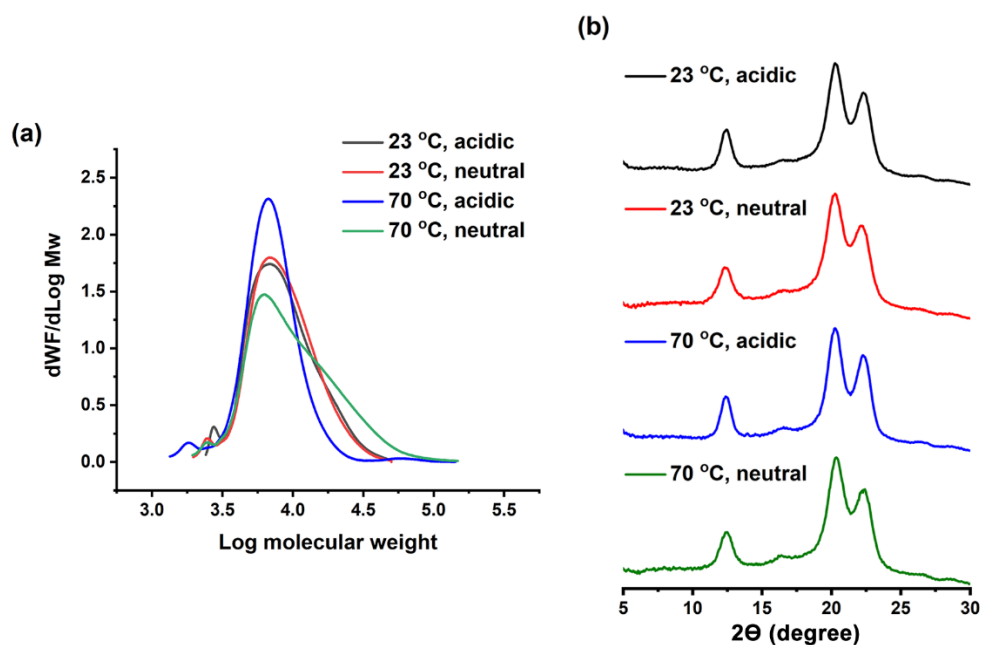 (a)
23 °C, acidic
23 °C, neutral
70 °C, acidic
70 °C, neutral
dWF/dLog Mw
2.5
2.0
1.5
1.0
0.5
0.0
3.0 3.5 4.0 4.5 5.0 5.5
Log molecular weight
(b)
23 °C, acidic
23 °C, neutral
70 °C, acidic
70 °C, neutral
5 10 15 20 25 30
2Θ (degree)